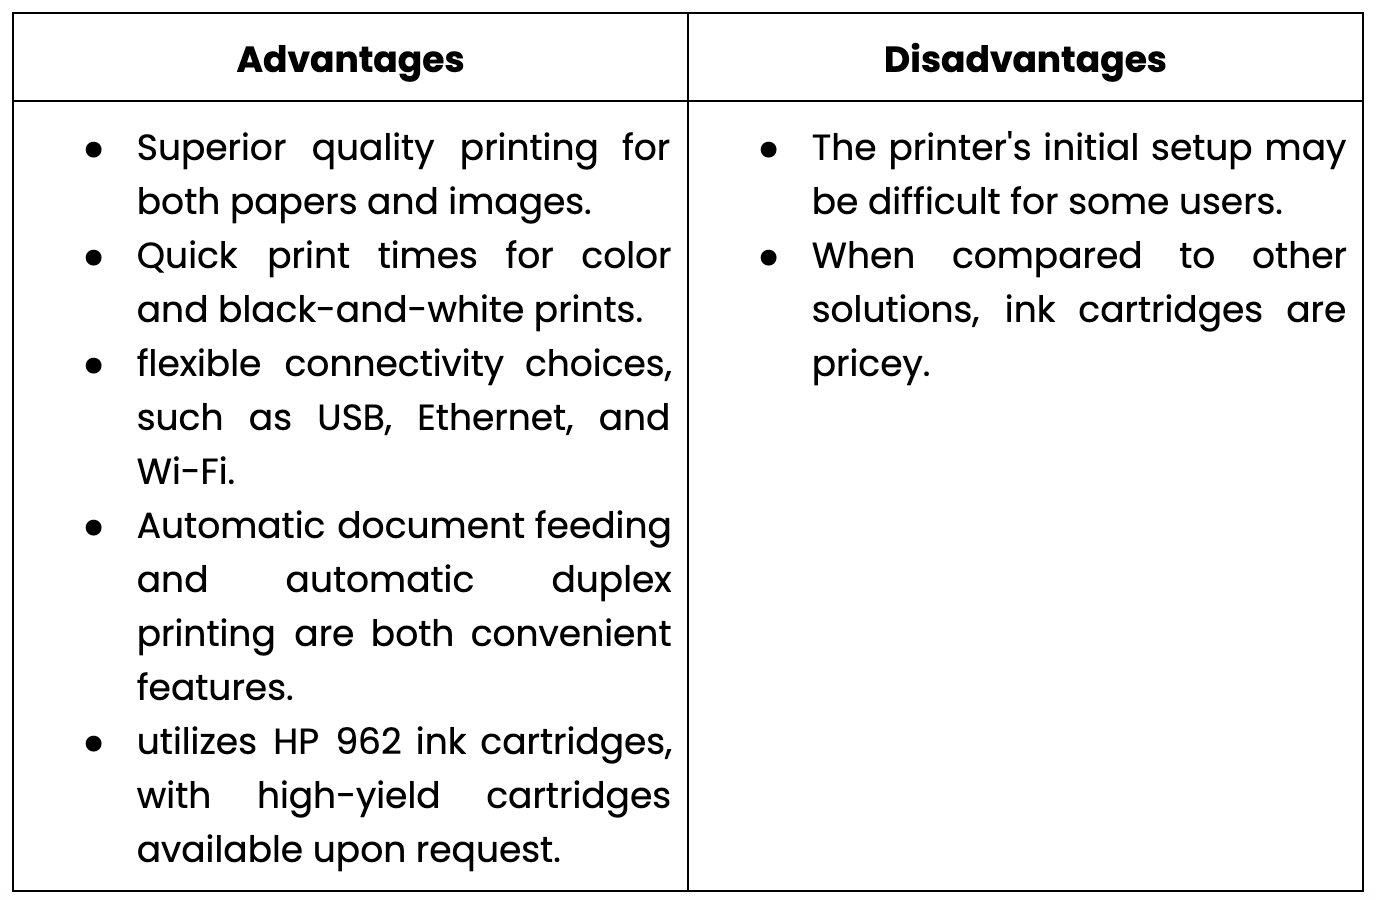 Advantages
Disadvantages
● Superior quality printing for
both papers and images.
● Quick print times for color
and black-and-white prints.
● flexible connectivity choices,
such as USB, Ethernet, and
Wi-Fi.
● Automatic document feeding
and automatic duplex
printing are both convenient
features.
● utilizes HP 962 ink cartridges,
with high-yield cartridges
available upon request.
● The printer's initial setup may
be difficult for some users.
● When compared to other
solutions, ink cartridges are
pricey.